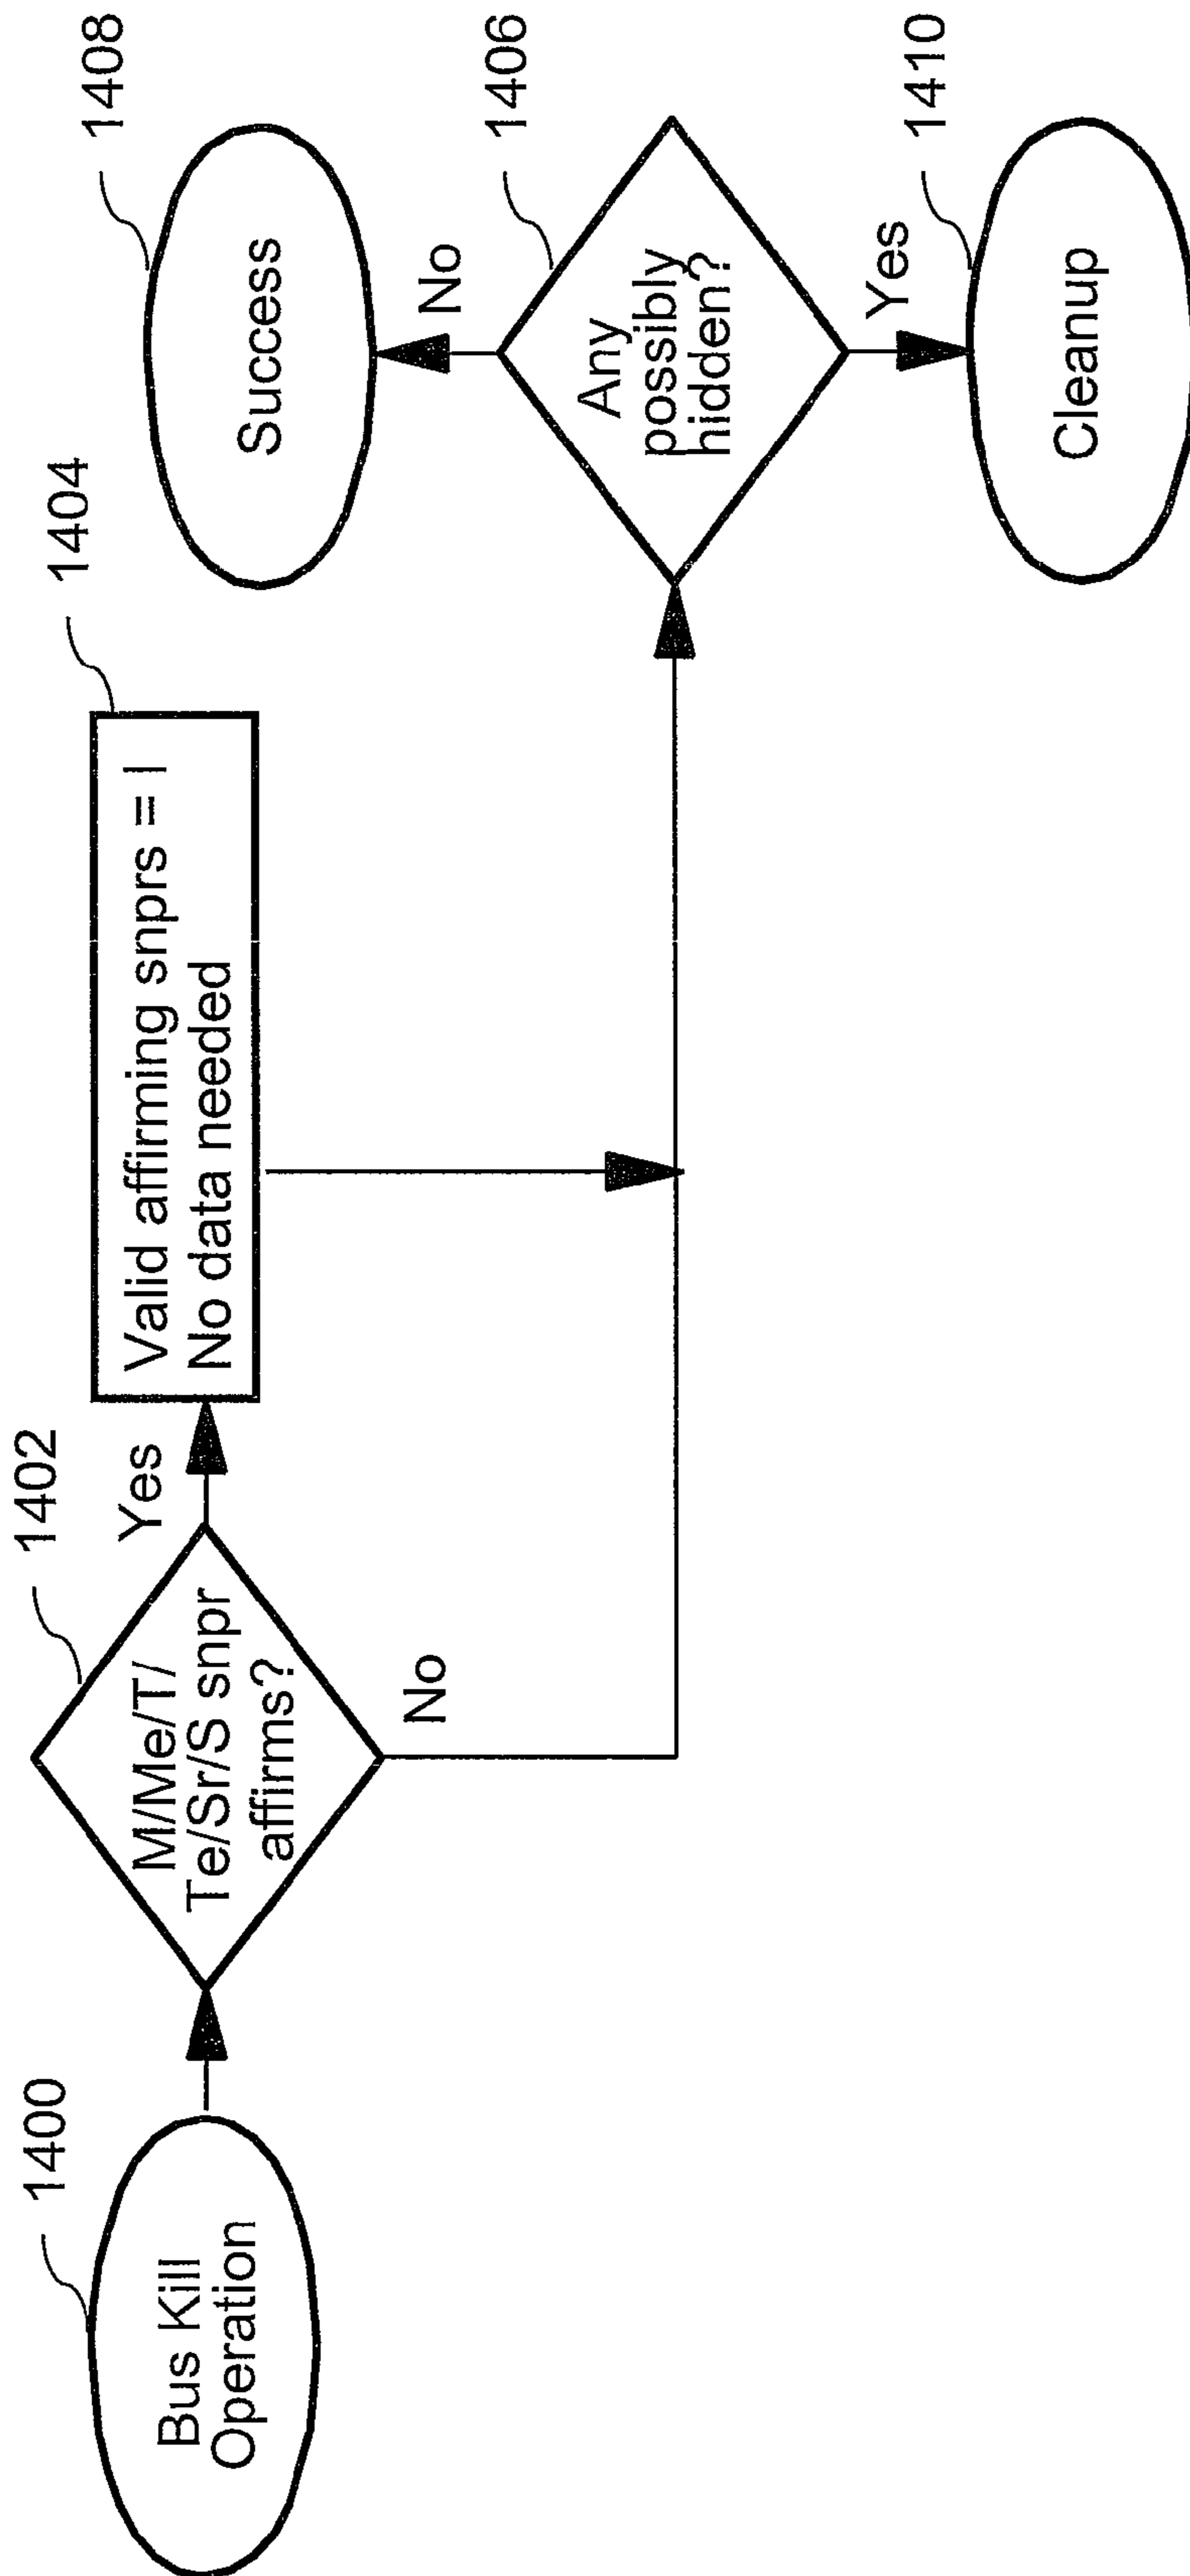 1400
Bus Kill
Operation
1402
M/Me/T/
Te/Sr/S snpr
affirms?
Yes
No
1404
Valid affirming snprs = I
No data needed
1406
Any
possibly
hidden?
No
Yes
1408
Success
1410
Cleanup